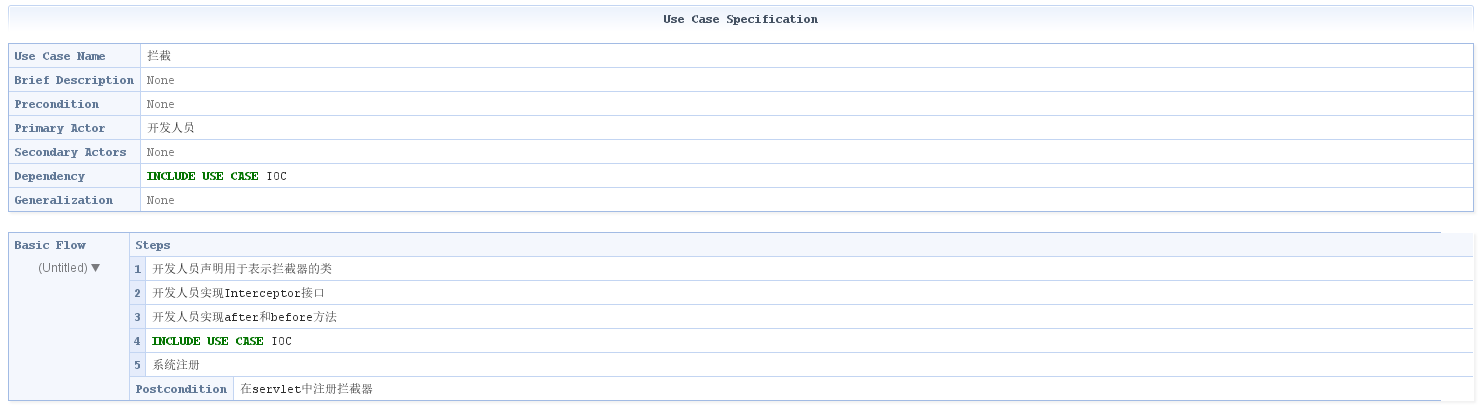 Use Case Specification
Use Case Name 拦截
Brief Description None
Precondition None
Primary Actor 开发人员
Secondary Actors None
Dependency INCLUDE USE CASE IOC
Generalization None
Basic Flow Steps
(Untitled) ▼
1 开发人员声明用于表示拦截器的类
2 开发人员实现Interceptor接口
3 开发人员实现after和before方法
4 INCLUDE USE CASE IOC
5 系统注册
Postcondition 在servlet中注册拦截器